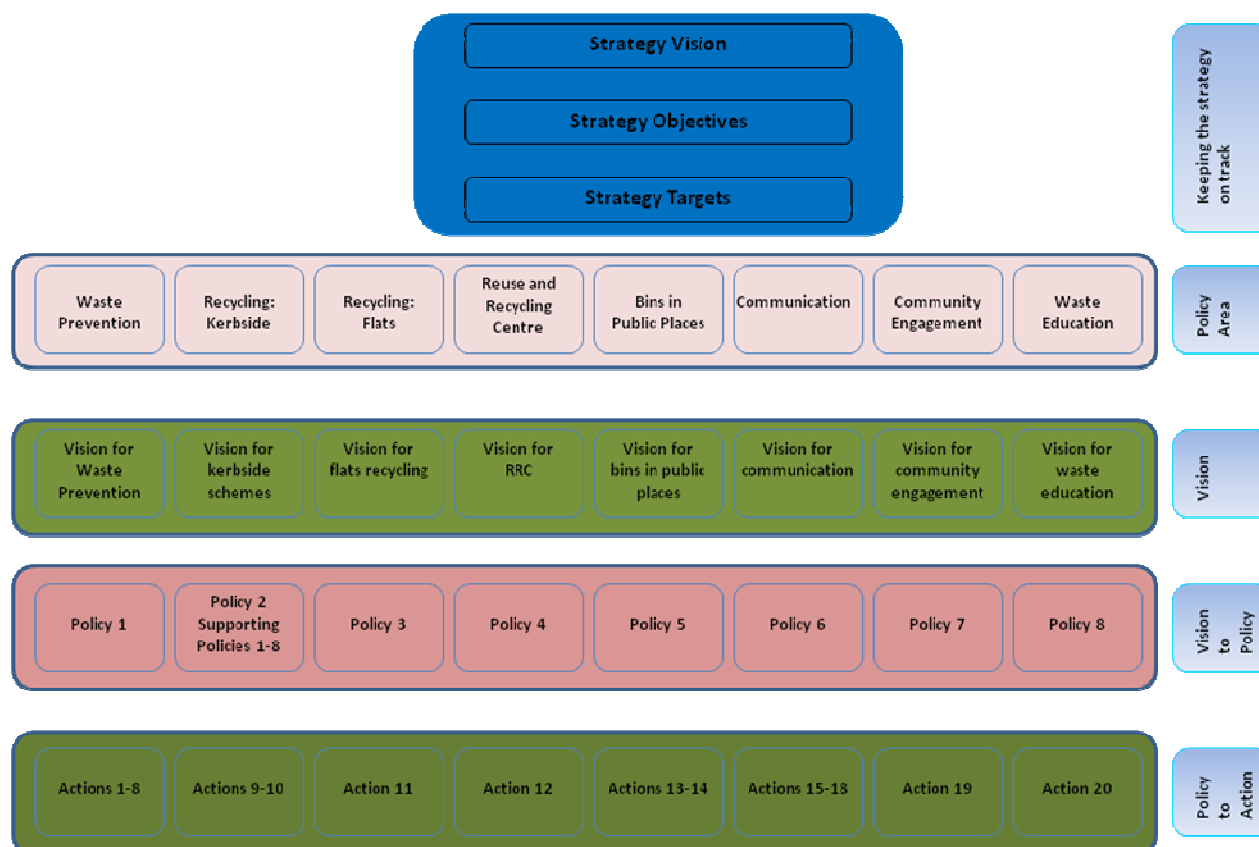 Strategy Vision
Strategy Objectives
Strategy Targets
Keeping the strategy
on track
Waste
Prevention
Recycling:
Kerbside
Recycling:
Flats
Reuse and
Recycling
Centre
Bins in
Public Places
Communication
Community
Engagement
Waste
Education
Policy
Area
Vision for
Waste
Prevention
Vision for
kerbside
schemes
Vision for
flats recycling
Vision for
RRC
Vision for
bins in public
places
Vision for
communication
Vision for
community
engagement
Vision for
waste
education
Vision
Policy 1
Policy 2
Supporting
Policies 1-8
Policy 3
Policy 4
Policy 5
Policy 6
Policy 7
Policy 8
Vision
to
Policy
Actions 1-8
Actions 9-10
Action 11
Action 12
Actions 13-14
Actions 15-18
Action 19
Action 20
Policy
to
Action